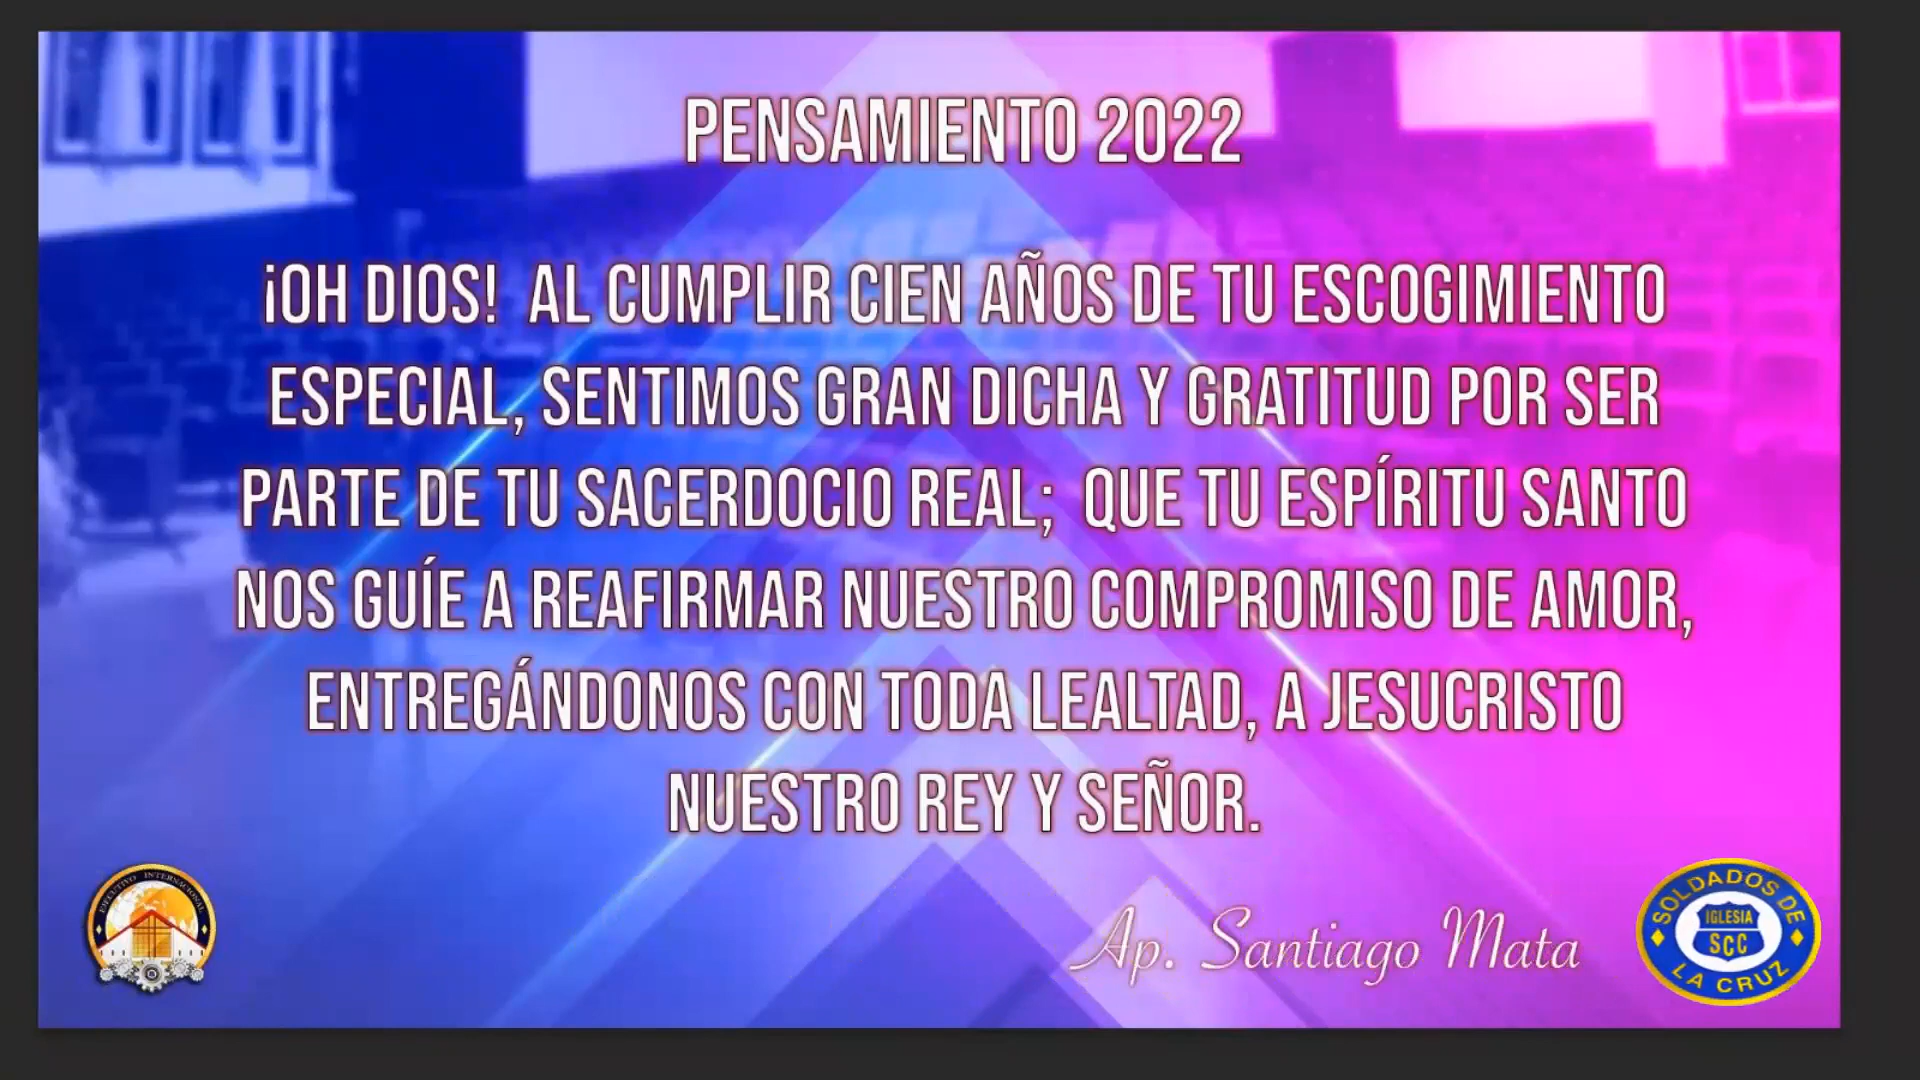 PENSAMIENTO 2022
¡OH DIOS! AL CUMPLIR CIEN AÑOS DE TU ESCOGIMIENTO
ESPECIAL, SENTIMOS GRAN DICHA Y GRATITUD POR SER
PARTE DE TU SACERDOCIO REAL; QUE TU ESPÍRITU SANTO
NOS GUÍE A REAFIRMAR NUESTRO COMPROMISO DE AMOR,
ENTREGÁNDONOS CON TODA LEALTAD, A JESUCRISTO
NUESTRO REY Y SEÑOR.
Ap. Santiago Mata
EJECUTIVO INTERNACIONAL
SOLDADOS DE
IGLESIA
SCC
LA CRUZ